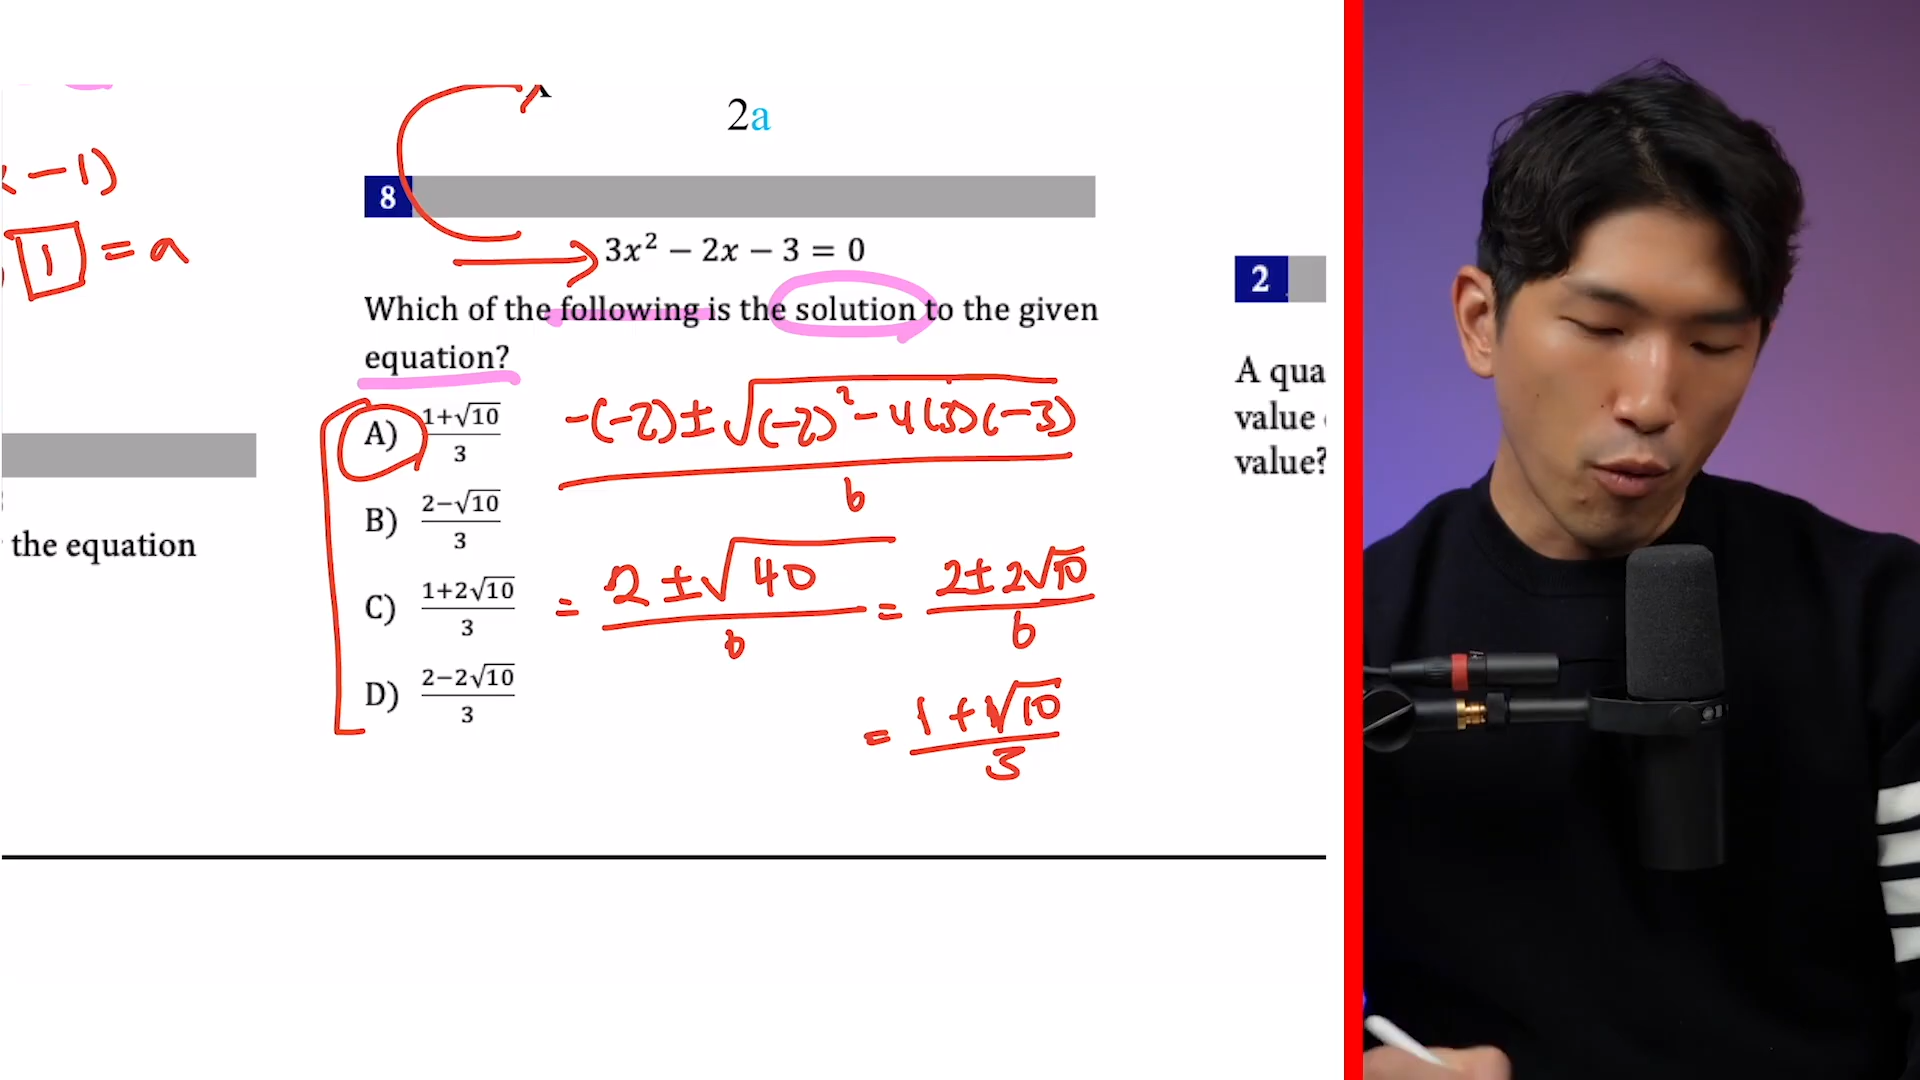 2a
x − 1)
1 = a
8
3x² − 2x − 3 = 0
Which of the following is the solution to the given
equation?
A) (1+√10)/3
B) (2−√10)/3
C) (1+2√10)/3
D) (2−2√10)/3
(−(−2) ± √((−2)² − 4(3)(−3)))/6
= (2 ± √40)/6 = (2 ± 2√10)/6
= (1 + 1√10)/3
the equation
2
A qua
value
value?